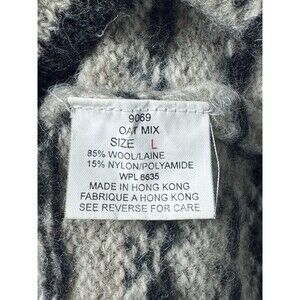 9069
OAT MIX
SIZE L
85% WOOL/LAINE
15% NYLON/POLYAMIDE
WPL 6635
MADE IN HONG KONG
FABRIQUE A HONG KONG
SEE REVERSE FOR CARE